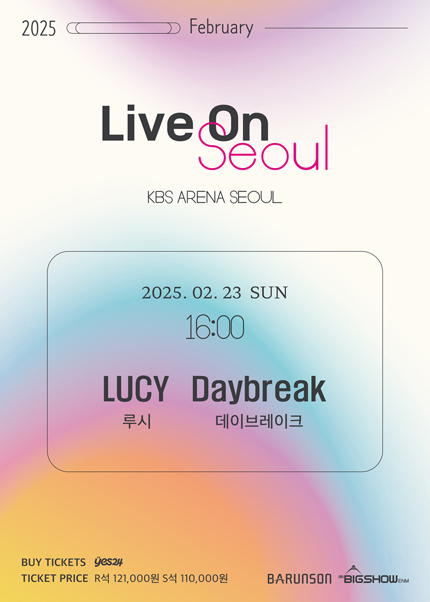 2025 February
Live On
Seoul
KBS ARENA SEOUL
2025. 02. 23 SUN
16:00
LUCY Daybreak
루시 데이브레이크
BUY TICKETS yes24
TICKET PRICE R석 121,000원 S석 110,000원
BARUNSON BIGSHOW ENM